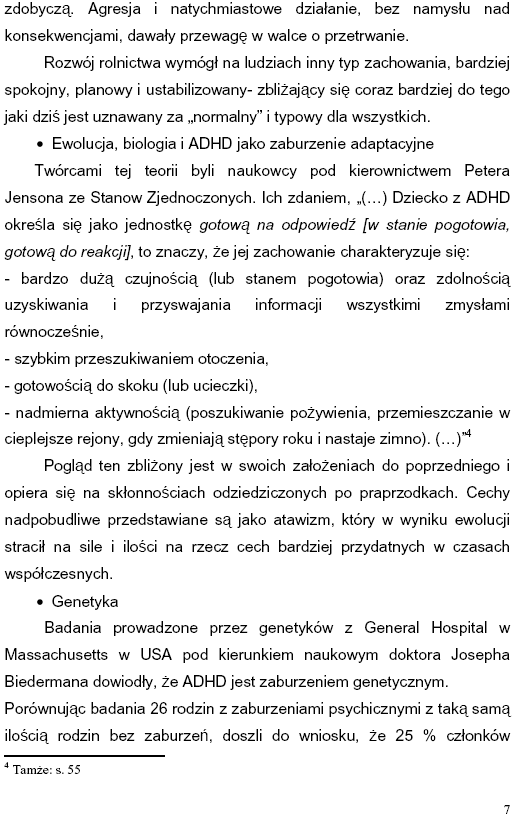 zdobyczą. Agresja i natychmiastowe działanie, bez namysłu nad
konsekwencjami, dawały przewagę w walce o przetrwanie.
Rozwój rolnictwa wymógł na ludziach inny typ zachowania, bardziej
spokojny, planowy i ustabilizowany- zbliżający się coraz bardziej do tego
jaki dziś jest uznawany za „normalny” i typowy dla wszystkich.
• Ewolucja, biologia i ADHD jako zaburzenie adaptacyjne
Twórcami tej teorii byli naukowcy pod kierownictwem Petera
Jensona ze Stanow Zjednoczonych. Ich zdaniem, „(…) Dziecko z ADHD
określa się jako jednostkę gotową na odpowiedź [w stanie pogotowia,
gotową do reakcji], to znaczy, że jej zachowanie charakteryzuje się:
- bardzo dużą czujnością (lub stanem pogotowia) oraz zdolnością
uzyskiwania i przyswajania informacji wszystkimi zmysłami
równocześnie,
- szybkim przeszukiwaniem otoczenia,
- gotowością do skoku (lub ucieczki),
- nadmierna aktywnością (poszukiwanie pożywienia, przemieszczanie w
cieplejsze rejony, gdy zmieniają stępory roku i nastaje zimno). (…)”4
Pogląd ten zbliżony jest w swoich założeniach do poprzedniego i
opiera się na skłonnościach odziedziczonych po praprzodkach. Cechy
nadpobudliwe przedstawiane są jako atawizm, który w wyniku ewolucji
stracił na sile i ilości na rzecz cech bardziej przydatnych w czasach
współczesnych.
• Genetyka
Badania prowadzone przez genetyków z General Hospital w
Massachusetts w USA pod kierunkiem naukowym doktora Josepha
Biedermana dowiodły, że ADHD jest zaburzeniem genetycznym.
Porównując badania 26 rodzin z zaburzeniami psychicznymi z taką samą
ilością rodzin bez zaburzeń, doszli do wniosku, że 25 % członków
4 Tamże: s. 55
7